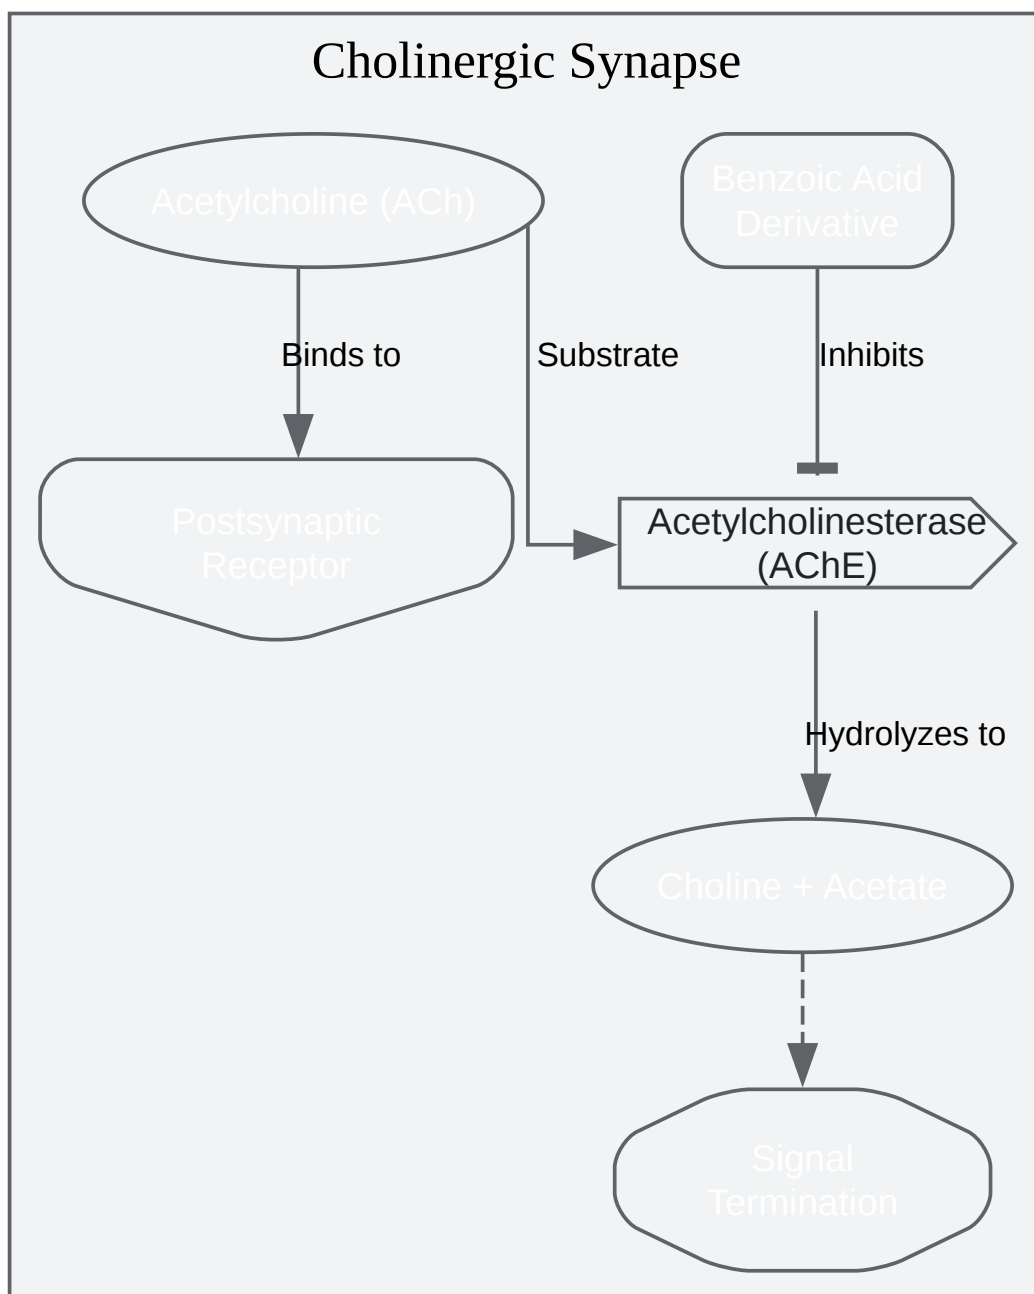 Cholinergic Synapse
Acetylcholine (ACh)
Benzoic Acid
Derivative
Binds to
Substrate
Inhibits
Postsynaptic
Receptor
Acetylcholinesterase
(AChE)
Hydrolyzes to
Choline + Acetate
Signal
Termination